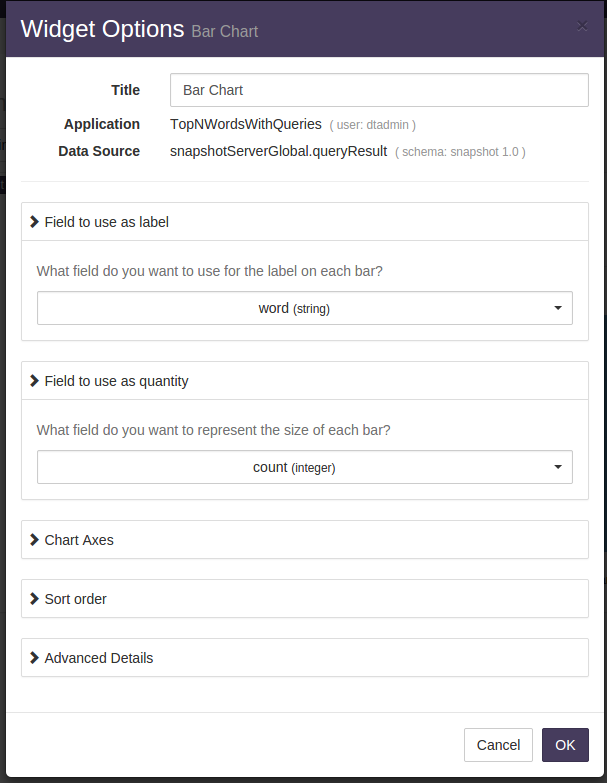 Widget Options Bar Chart ×
Title Bar Chart
Application TopNWordsWithQueries ( user: dtadmin )
Data Source snapshotServerGlobal.queryResult ( schema: snapshot 1.0 )
Field to use as label
What field do you want to use for the label on each bar?
word (string)
Field to use as quantity
What field do you want to represent the size of each bar?
count (integer)
Chart Axes
Sort order
Advanced Details
Cancel OK